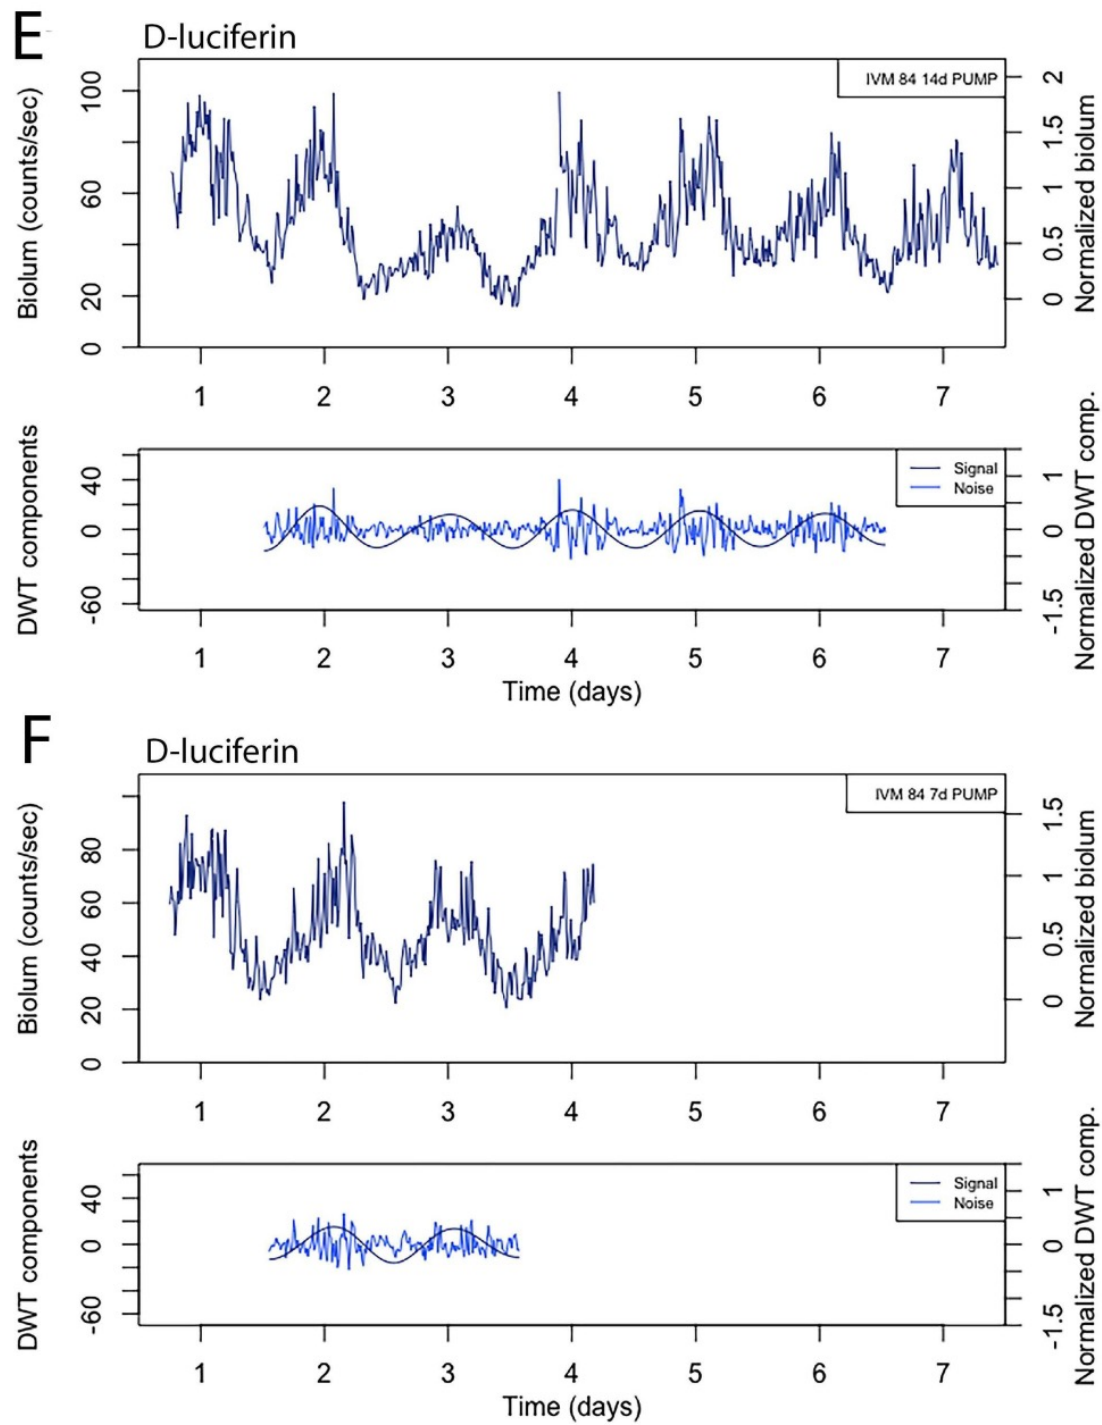 E
D-luciferin
IVM 84 14d PUMP
Biolum (counts/sec)
100
60
20
0
2
1.5
1
0.5
0
Normalized biolum
1 2 3 4 5 6 7
DWT components
40
0
-60
Signal
Noise
1
0
-1.5
Normalized DWT comp.
1 2 3 4 5 6 7
Time (days)
F
D-luciferin
IVM 84 7d PUMP
Biolum (counts/sec)
80
60
40
20
0
1.5
1
0.5
0
Normalized biolum
1 2 3 4 5 6 7
DWT components
40
0
-60
Signal
Noise
1
0
-1.5
Normalized DWT comp.
1 2 3 4 5 6 7
Time (days)